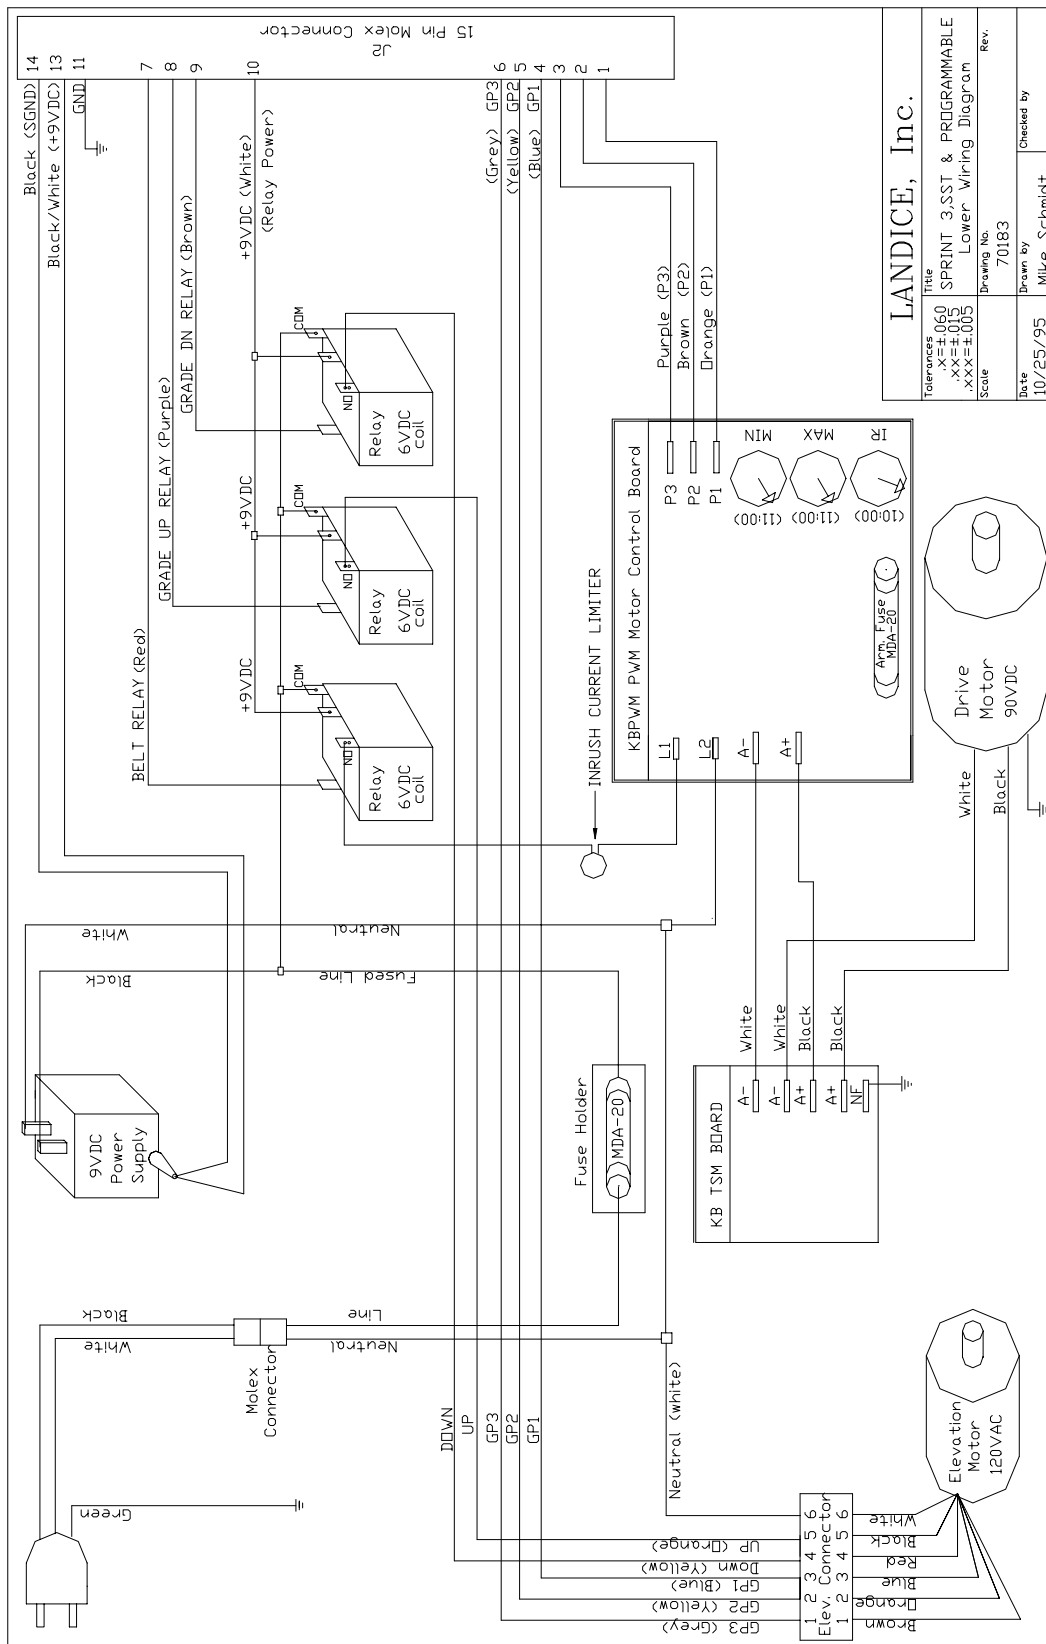 15 Pin Molex Connector
J2
14
13
11
7
8
9
10
6
5
4
3
2
1
Black (SGND)
Black/White (+9VDC)
GND
BELT RELAY (Red)
GRADE UP RELAY (Purple)
GRADE DN RELAY (Brown)
+9VDC (White)
(Relay Power)
(Grey) GP3
(Yellow) GP2
(Blue) GP1
+9VDC
+9VDC
COM
NO
Relay
6VDC
coil
COM
NO
Relay
6VDC
coil
COM
NO
Relay
6VDC
coil
Purple (P3)
Brown (P2)
Orange (P1)
INRUSH CURRENT LIMITER
KBPWM PWM Motor Control Board
L1
L2
A-
A+
P3
P2
P1
MIN
(11:00)
MAX
(11:00)
IR
(10:00)
Arm. Fuse
MDA-20
Drive
Motor
90VDC
White
Black
White
Neutral
Black
Fused Line
9VDC
Power
Supply
Fuse Holder
MDA-20
KB TSM BOARD
A-
A-
A+
A+
NF
White
White
Black
Black
Black
White
Line
Neutral
Molex
Connector
Green
DOWN
UP
GP3
GP2
GP1
Neutral (white)
UP (Orange)
Down (Yellow)
GP1 (Blue)
GP2 (Yellow)
GP3 (Grey)
Elev. Connector
1 2 3 4 5 6
1 2 3 4 5 6
White
Black
Red
Blue
Orange
Brown
Elevation
Motor
120VAC
LANDICE, Inc.
Tolerances
.X=±.060
.XX=±.015
.XXX=±.005
Title
SPRINT 3,SST & PROGRAMMABLE
Lower Wiring Diagram
Scale
Drawing No.
70183
Rev.
Date
10/25/95
Drawn by
Mike Schmidt
Checked by